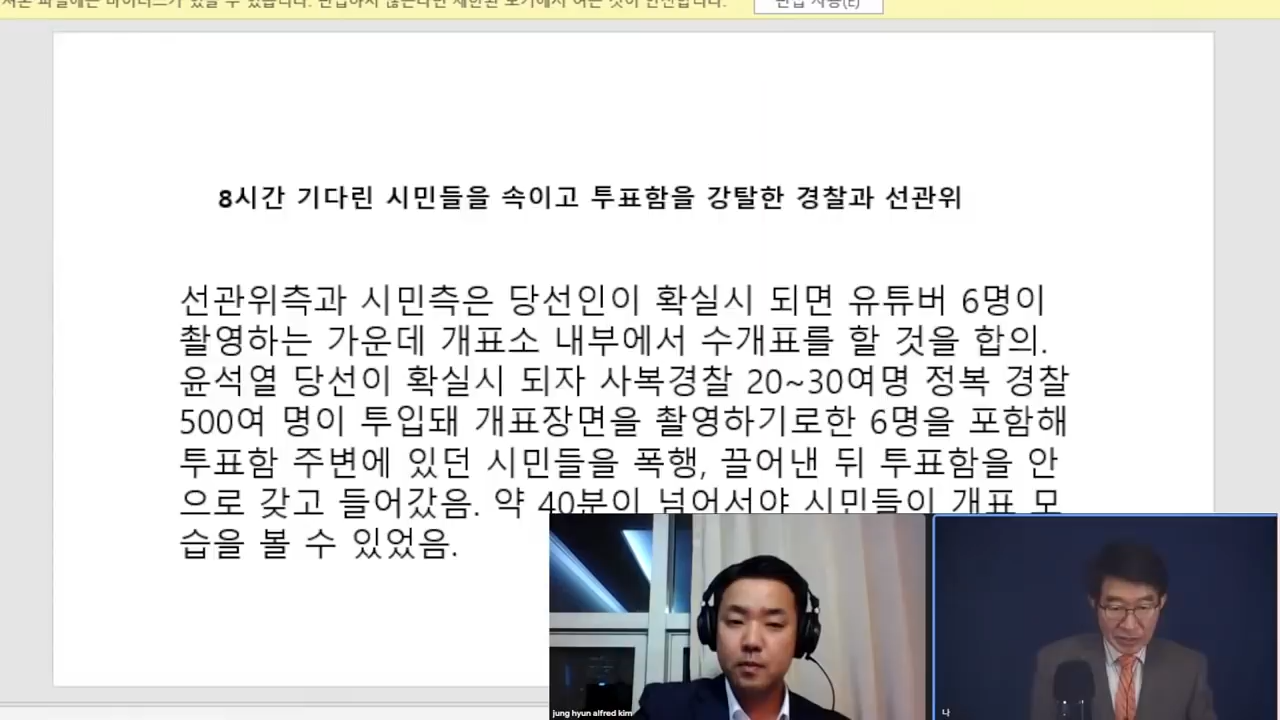 편집 사용(E)
8시간 기다린 시민들을 속이고 투표함을 강탈한 경찰과 선관위
선관위측과 시민측은 당선인이 확실시 되면 유튜버 6명이
촬영하는 가운데 개표소 내부에서 수개표를 할 것을 합의.
윤석열 당선이 확실시 되자 사복경찰 20~30여명 정복 경찰
500여 명이 투입돼 개표장면을 촬영하기로한 6명을 포함해
투표함 주변에 있던 시민들을 폭행, 끌어낸 뒤 투표함을 안
으로 갖고 들어갔음. 약 40분이 넘어서야 시민들이 개표 모
습을 볼 수 있었음.
jung hyun alfred kim
나